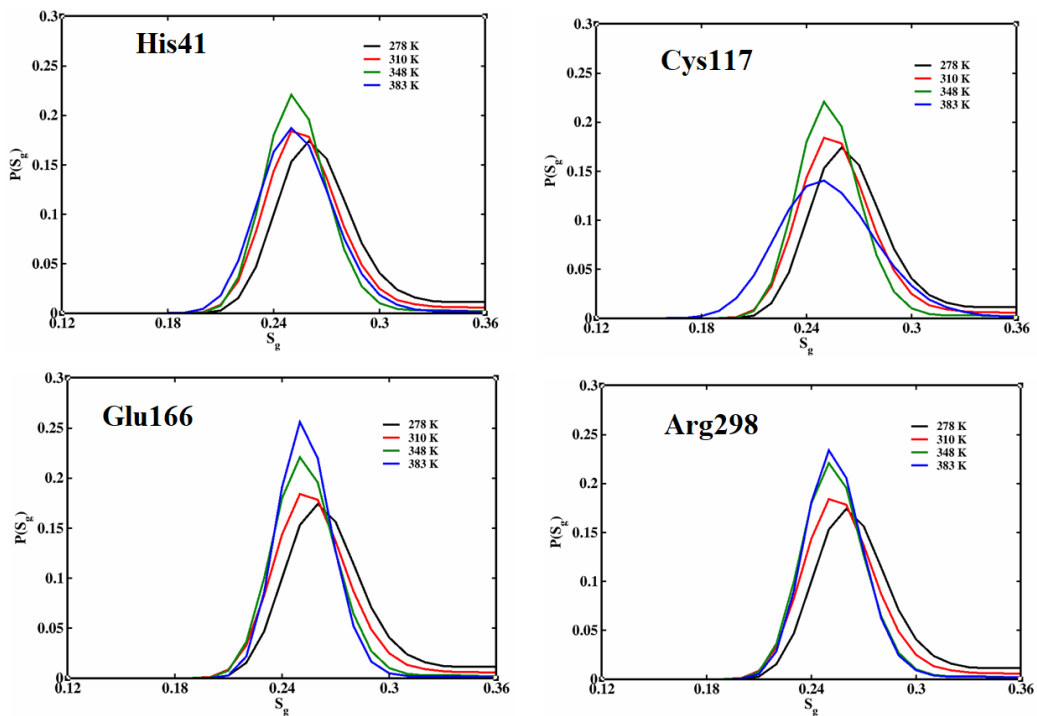 His41
278 K
310 K
348 K
383 K
P(Sg)
0.3
0.25
0.2
0.15
0.1
0.05
0
0.12
0.18
0.24
0.3
0.36
Sg
Cys117
278 K
310 K
348 K
383 K
P(Sg)
0.3
0.25
0.2
0.15
0.1
0.05
0
0.12
0.18
0.24
0.3
0.36
Sg
Glu166
278 K
310 K
348 K
383 K
P(Sg)
0.3
0.25
0.2
0.15
0.1
0.05
0
0.12
0.18
0.24
0.3
0.36
Sg
Arg298
278 K
310 K
348 K
383 K
P(Sg)
0.3
0.25
0.2
0.15
0.1
0.05
0
0.12
0.18
0.24
0.3
0.36
Sg